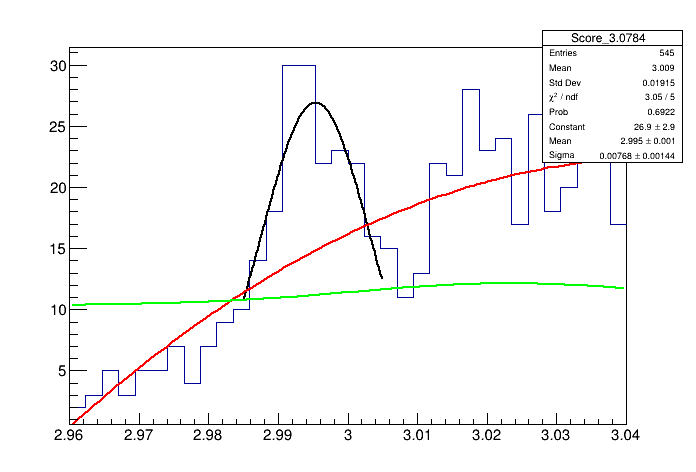 Score_3.0784
Entries 545
Mean 3.009
Std Dev 0.01915
χ² / ndf 3.05 / 5
Prob 0.6922
Constant 26.9 ± 2.9
Mean 2.995 ± 0.001
Sigma 0.00768 ± 0.00144
30
25
20
15
10
5
2.96 2.97 2.98 2.99 3 3.01 3.02 3.03 3.04